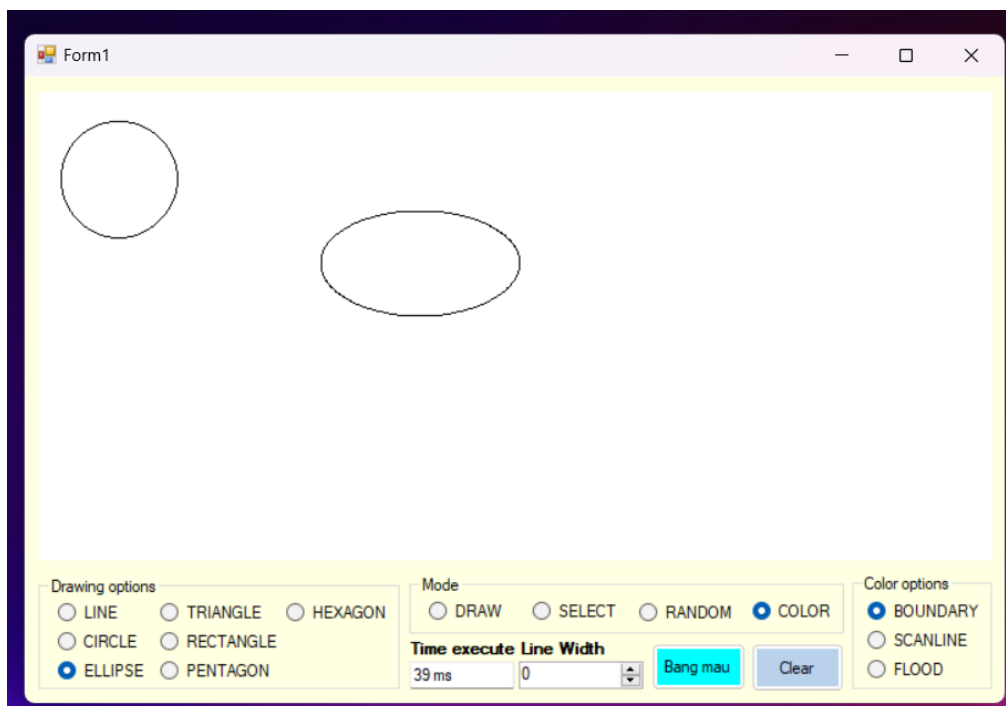 Form1
Drawing options
LINE TRIANGLE HEXAGON
CIRCLE RECTANGLE
ELLIPSE PENTAGON
Mode
DRAW SELECT RANDOM COLOR
Time execute Line Width
39 ms 0
Bang mau Clear
Color options
BOUNDARY
SCANLINE
FLOOD